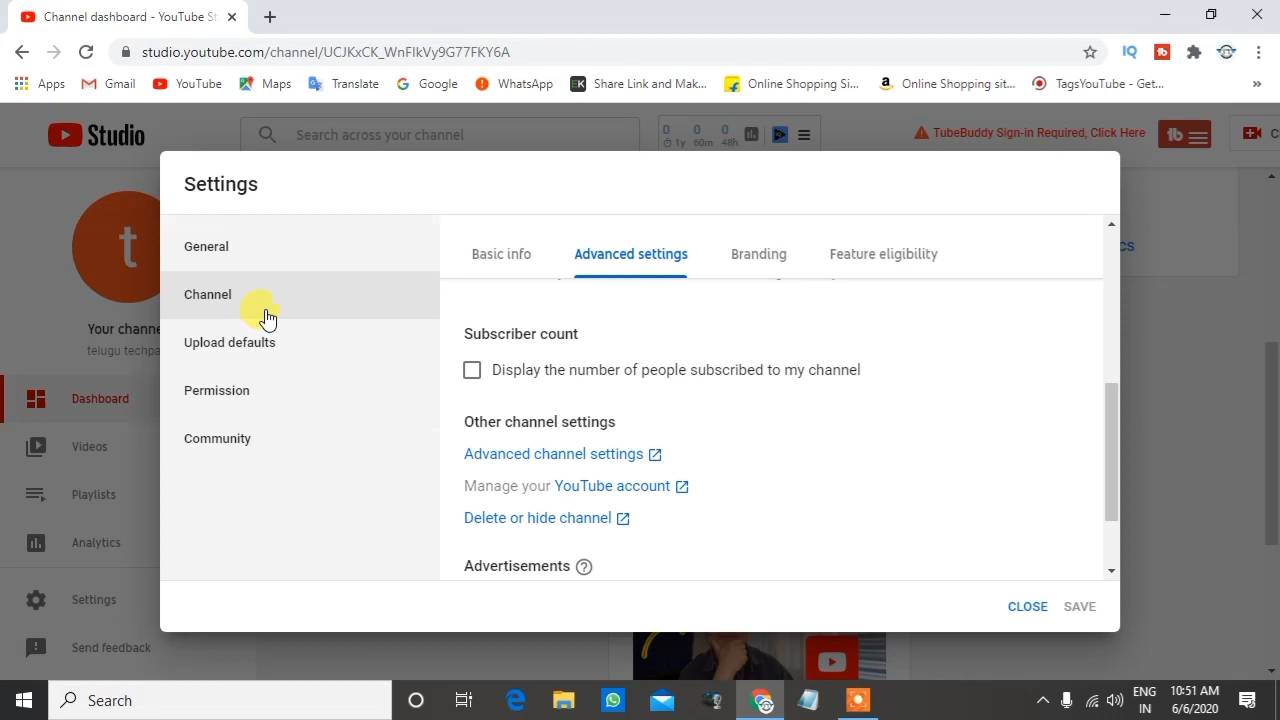 Channel dashboard - YouTube St
studio.youtube.com/channel/UCJKxCK_WnFIkVy9G77FKY6A
Apps Gmail YouTube Maps Translate Google WhatsApp Share Link and Mak... Online Shopping Si... Online Shopping sit... TagsYouTube - Get...
Studio Search across your channel
0 0 0
1y 60m 48h
TubeBuddy Sign-in Required, Click Here
Settings
General
Channel
Upload defaults
Permission
Community
Basic info Advanced settings Branding Feature eligibility
Subscriber count
Display the number of people subscribed to my channel
Other channel settings
Advanced channel settings
Manage your YouTube account
Delete or hide channel
Advertisements
CLOSE SAVE
t
Your channe
telugu techpa
Dashboard
Videos
Playlists
Analytics
Settings
Send feedback
Search
ENG
IN
10:51 AM
6/6/2020